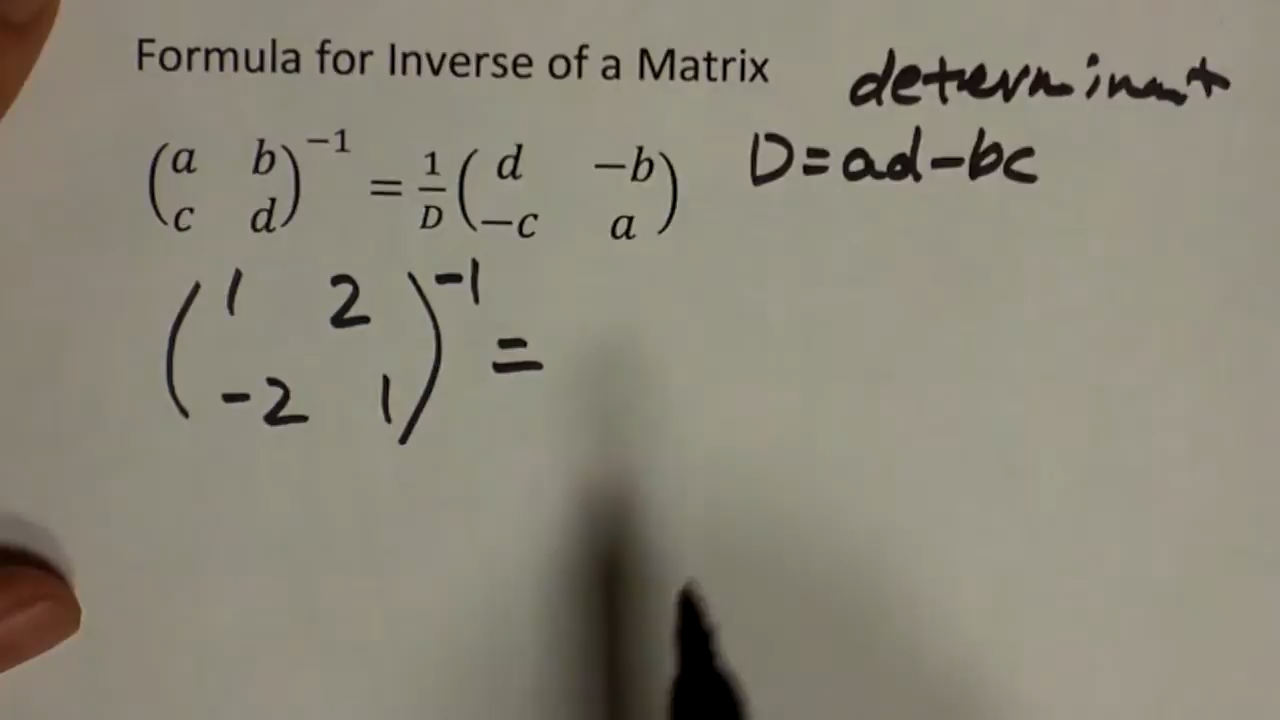 Formula for Inverse of a Matrix
determinant
(a b
c d)⁻¹ = 1/D (d −b
−c a)
D=ad-bc
(1 2
-2 1)⁻¹ =